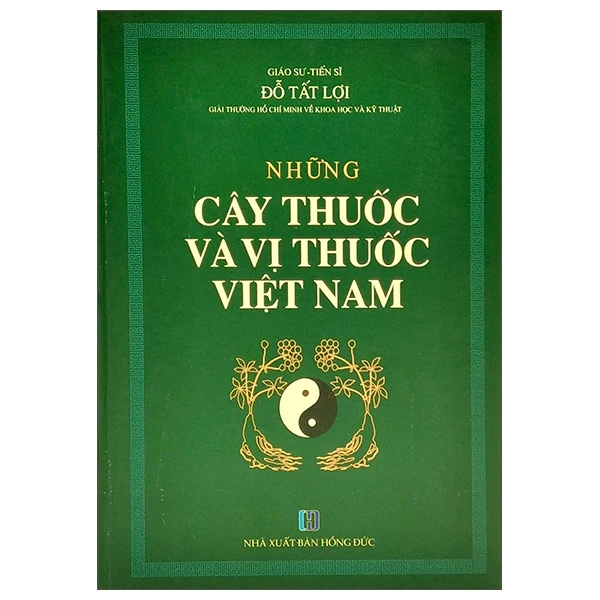 GIÁO SƯ-TIẾN SĨ
ĐỖ TẤT LỢI
GIẢI THƯỞNG HỒ CHÍ MINH VỀ KHOA HỌC VÀ KỸ THUẬT
NHỮNG
CÂY THUỐC
VÀ VỊ THUỐC
VIỆT NAM
NHÀ XUẤT BẢN HỒNG ĐỨC